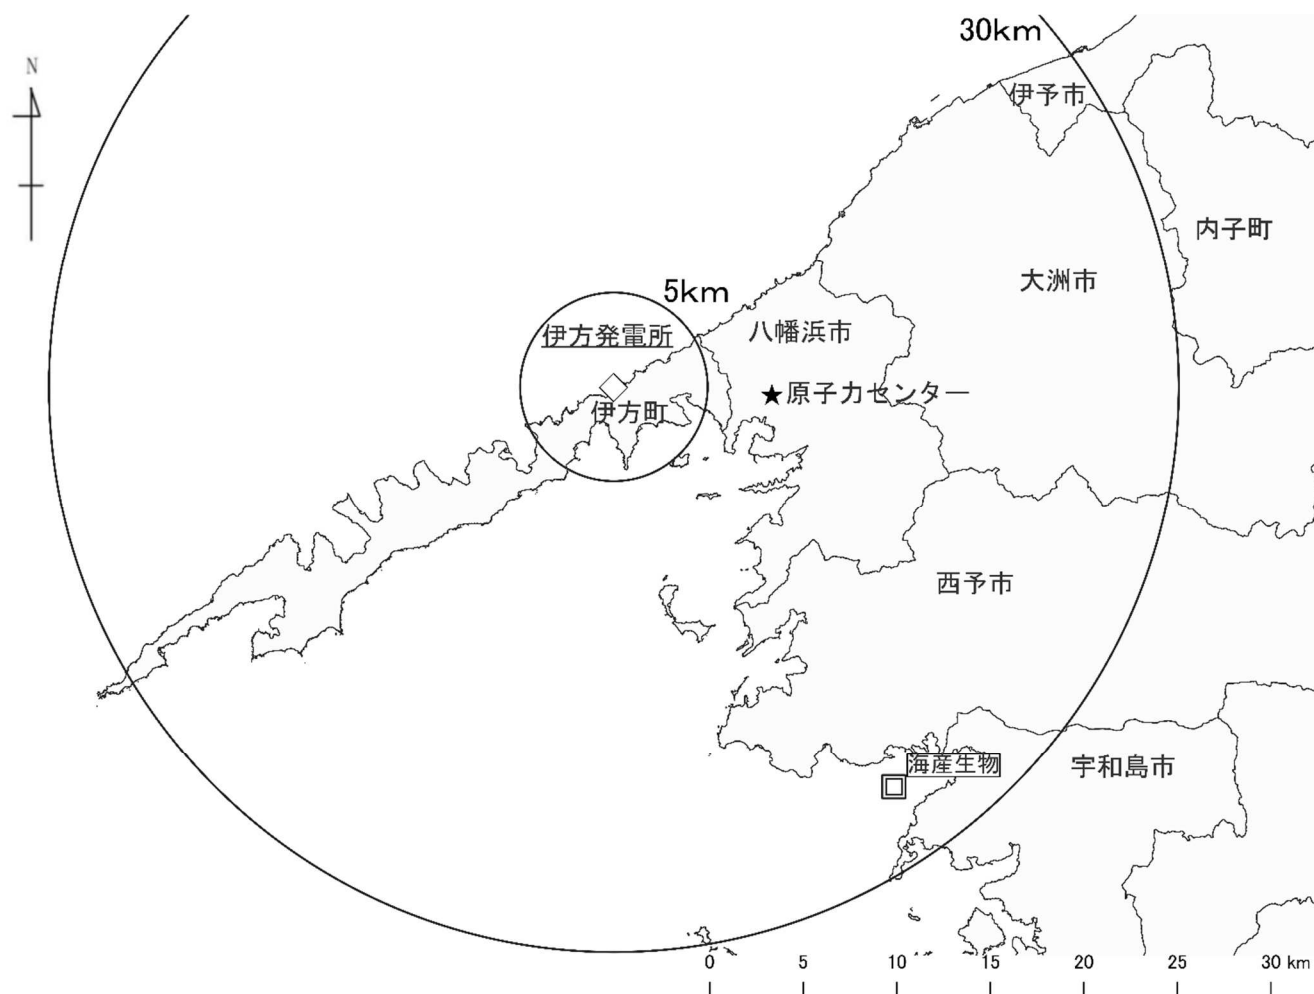 30km
N
伊予市
内子町
大洲市
5km
伊方発電所
八幡浜市
★原子力センター
伊方町
西予市
海産生物
宇和島市
0 5 10 15 20 25 30 km